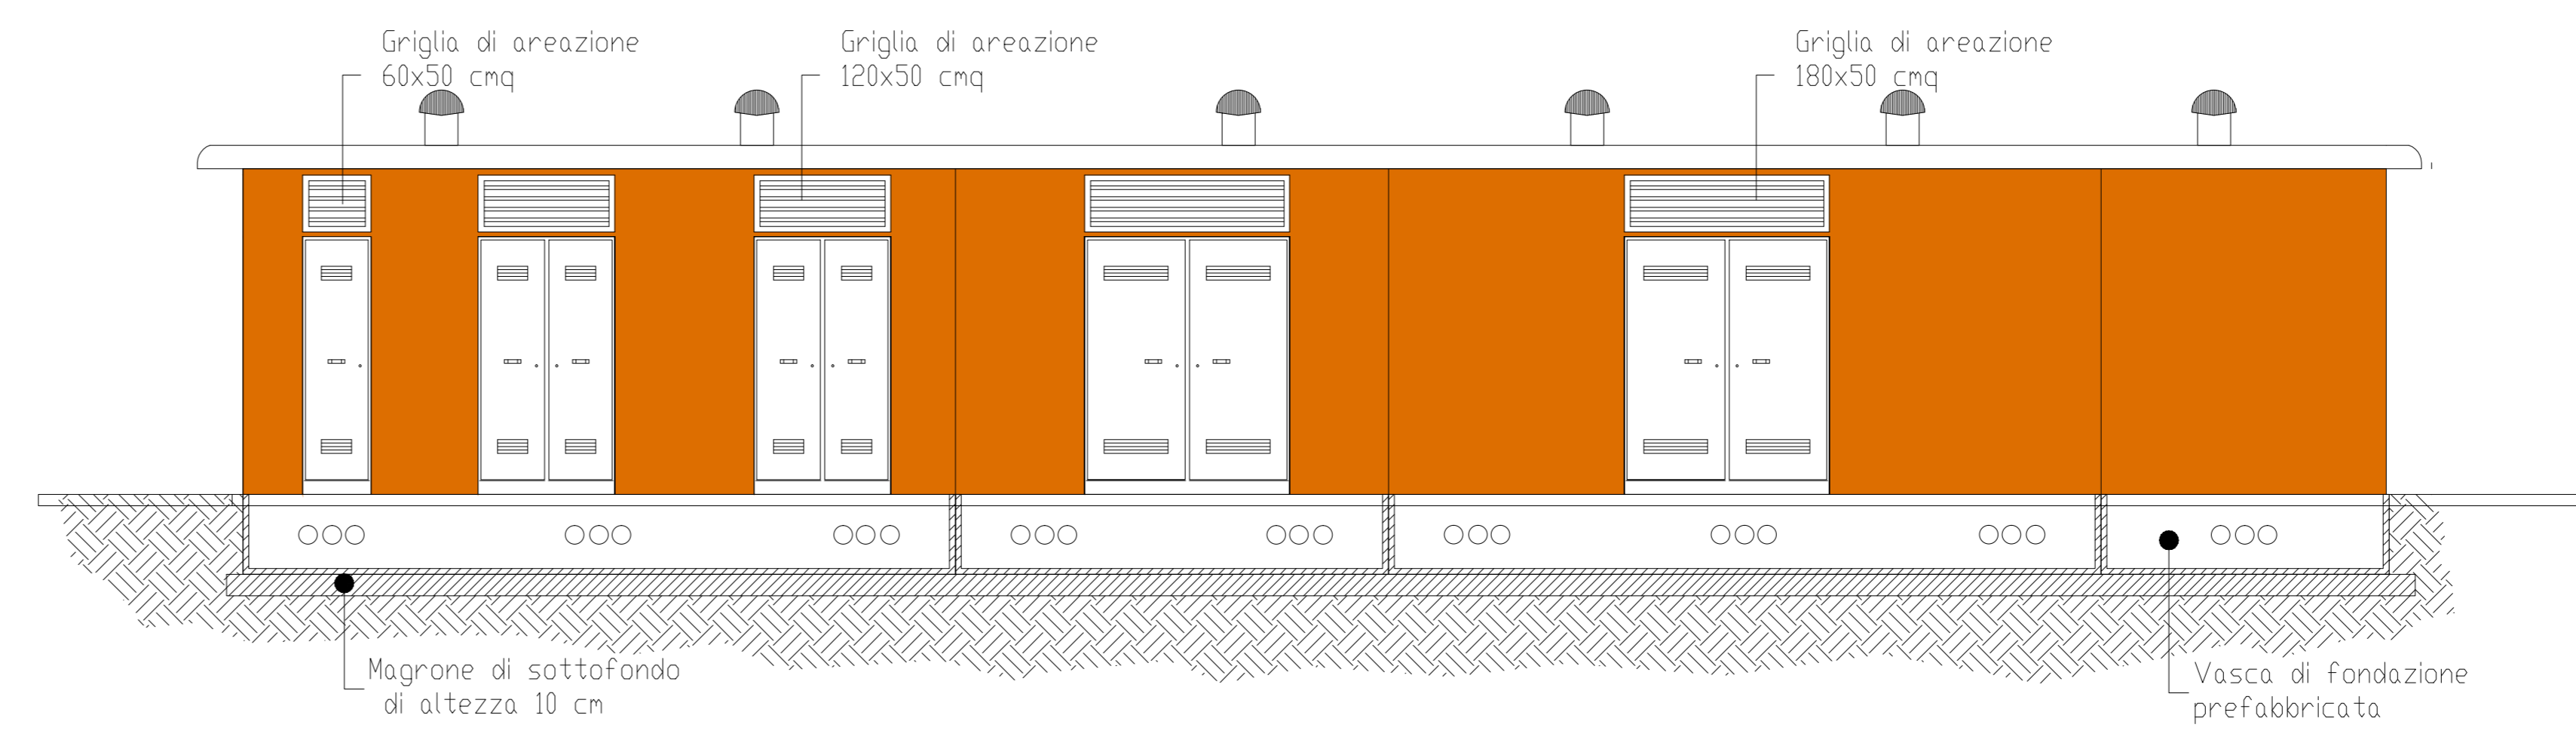 Griglia di areazione
60x50 cmq
Griglia di areazione
120x50 cmq
Griglia di areazione
180x50 cmq
Magrone di sottofondo
di altezza 10 cm
Vasca di fondazione
prefabbricata